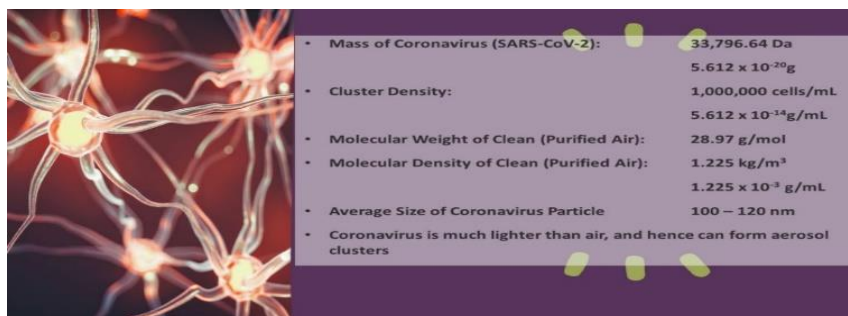 • Mass of Coronavirus (SARS-CoV-2): 33,796.64 Da
5.612 x 10⁻²⁰g
• Cluster Density: 1,000,000 cells/mL
5.612 x 10⁻¹⁴g/mL
• Molecular Weight of Clean (Purified Air): 28.97 g/mol
• Molecular Density of Clean (Purified Air): 1.225 kg/m³
1.225 x 10⁻³ g/mL
• Average Size of Coronavirus Particle 100 – 120 nm
• Coronavirus is much lighter than air, and hence can form aerosol
clusters